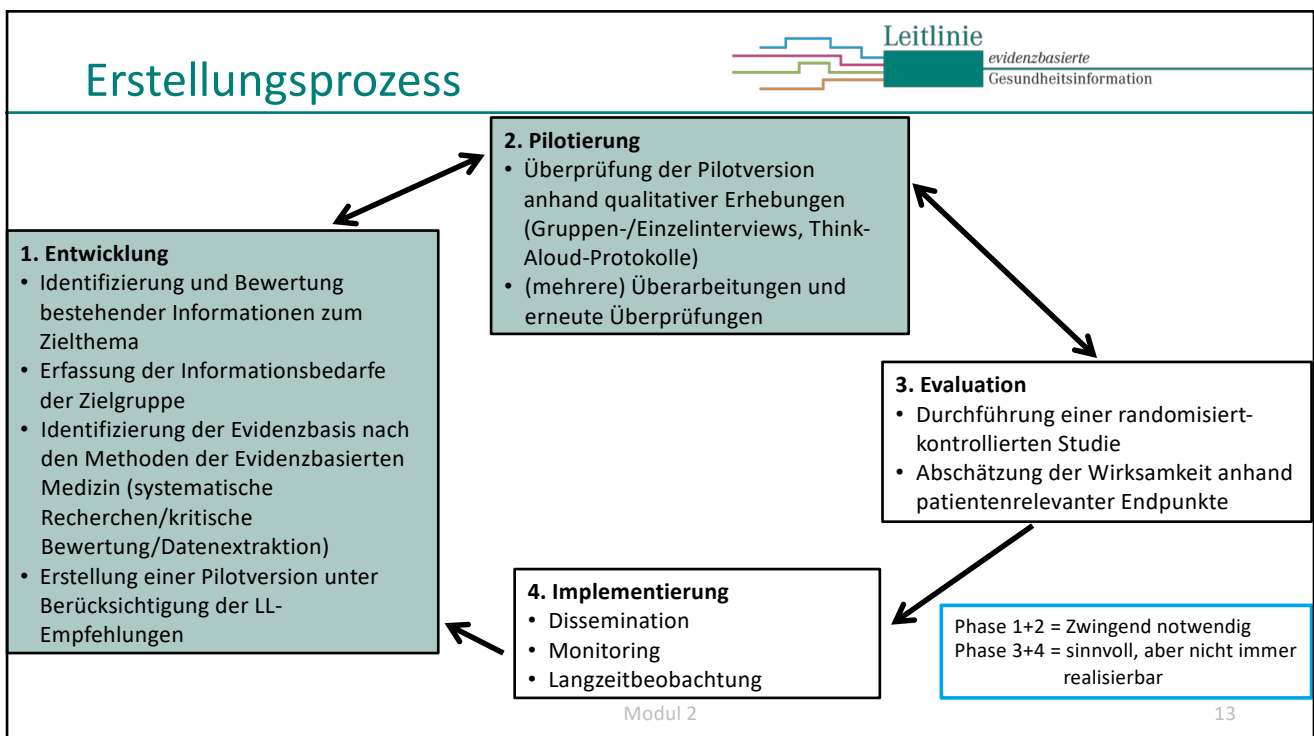 Erstellungsprozess
Leitlinie
evidenzbasierte
Gesundheitsinformation
1. Entwicklung
• Identifizierung und Bewertung
bestehender Informationen zum
Zielthema
• Erfassung der Informationsbedarfe
der Zielgruppe
• Identifizierung der Evidenzbasis nach
den Methoden der Evidenzbasierten
Medizin (systematische
Recherchen/kritische
Bewertung/Datenextraktion)
• Erstellung einer Pilotversion unter
Berücksichtigung der LL-
Empfehlungen
2. Pilotierung
• Überprüfung der Pilotversion
anhand qualitativer Erhebungen
(Gruppen-/Einzelinterviews, Think-
Aloud-Protokolle)
• (mehrere) Überarbeitungen und
erneute Überprüfungen
3. Evaluation
• Durchführung einer randomisiert-
kontrollierten Studie
• Abschätzung der Wirksamkeit anhand
patientenrelevanter Endpunkte
4. Implementierung
• Dissemination
• Monitoring
• Langzeitbeobachtung
Phase 1+2 = Zwingend notwendig
Phase 3+4 = sinnvoll, aber nicht immer
realisierbar
Modul 2
13